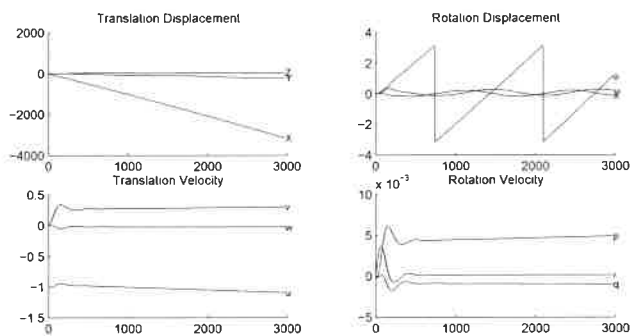 Translation Displacement
2000
0
−2000
−4000
Z
Y
X
0 1000 2000 3000
Rotation Displacement
4
2
0
−2
−4
0 1000 2000 3000
Translation Velocity
0.5
0
−0.5
−1
−1.5
v
w
u
0 1000 2000 3000
Rotation Velocity
x 10⁻³
10
5
0
−5
p
r
q
0 1000 2000 3000